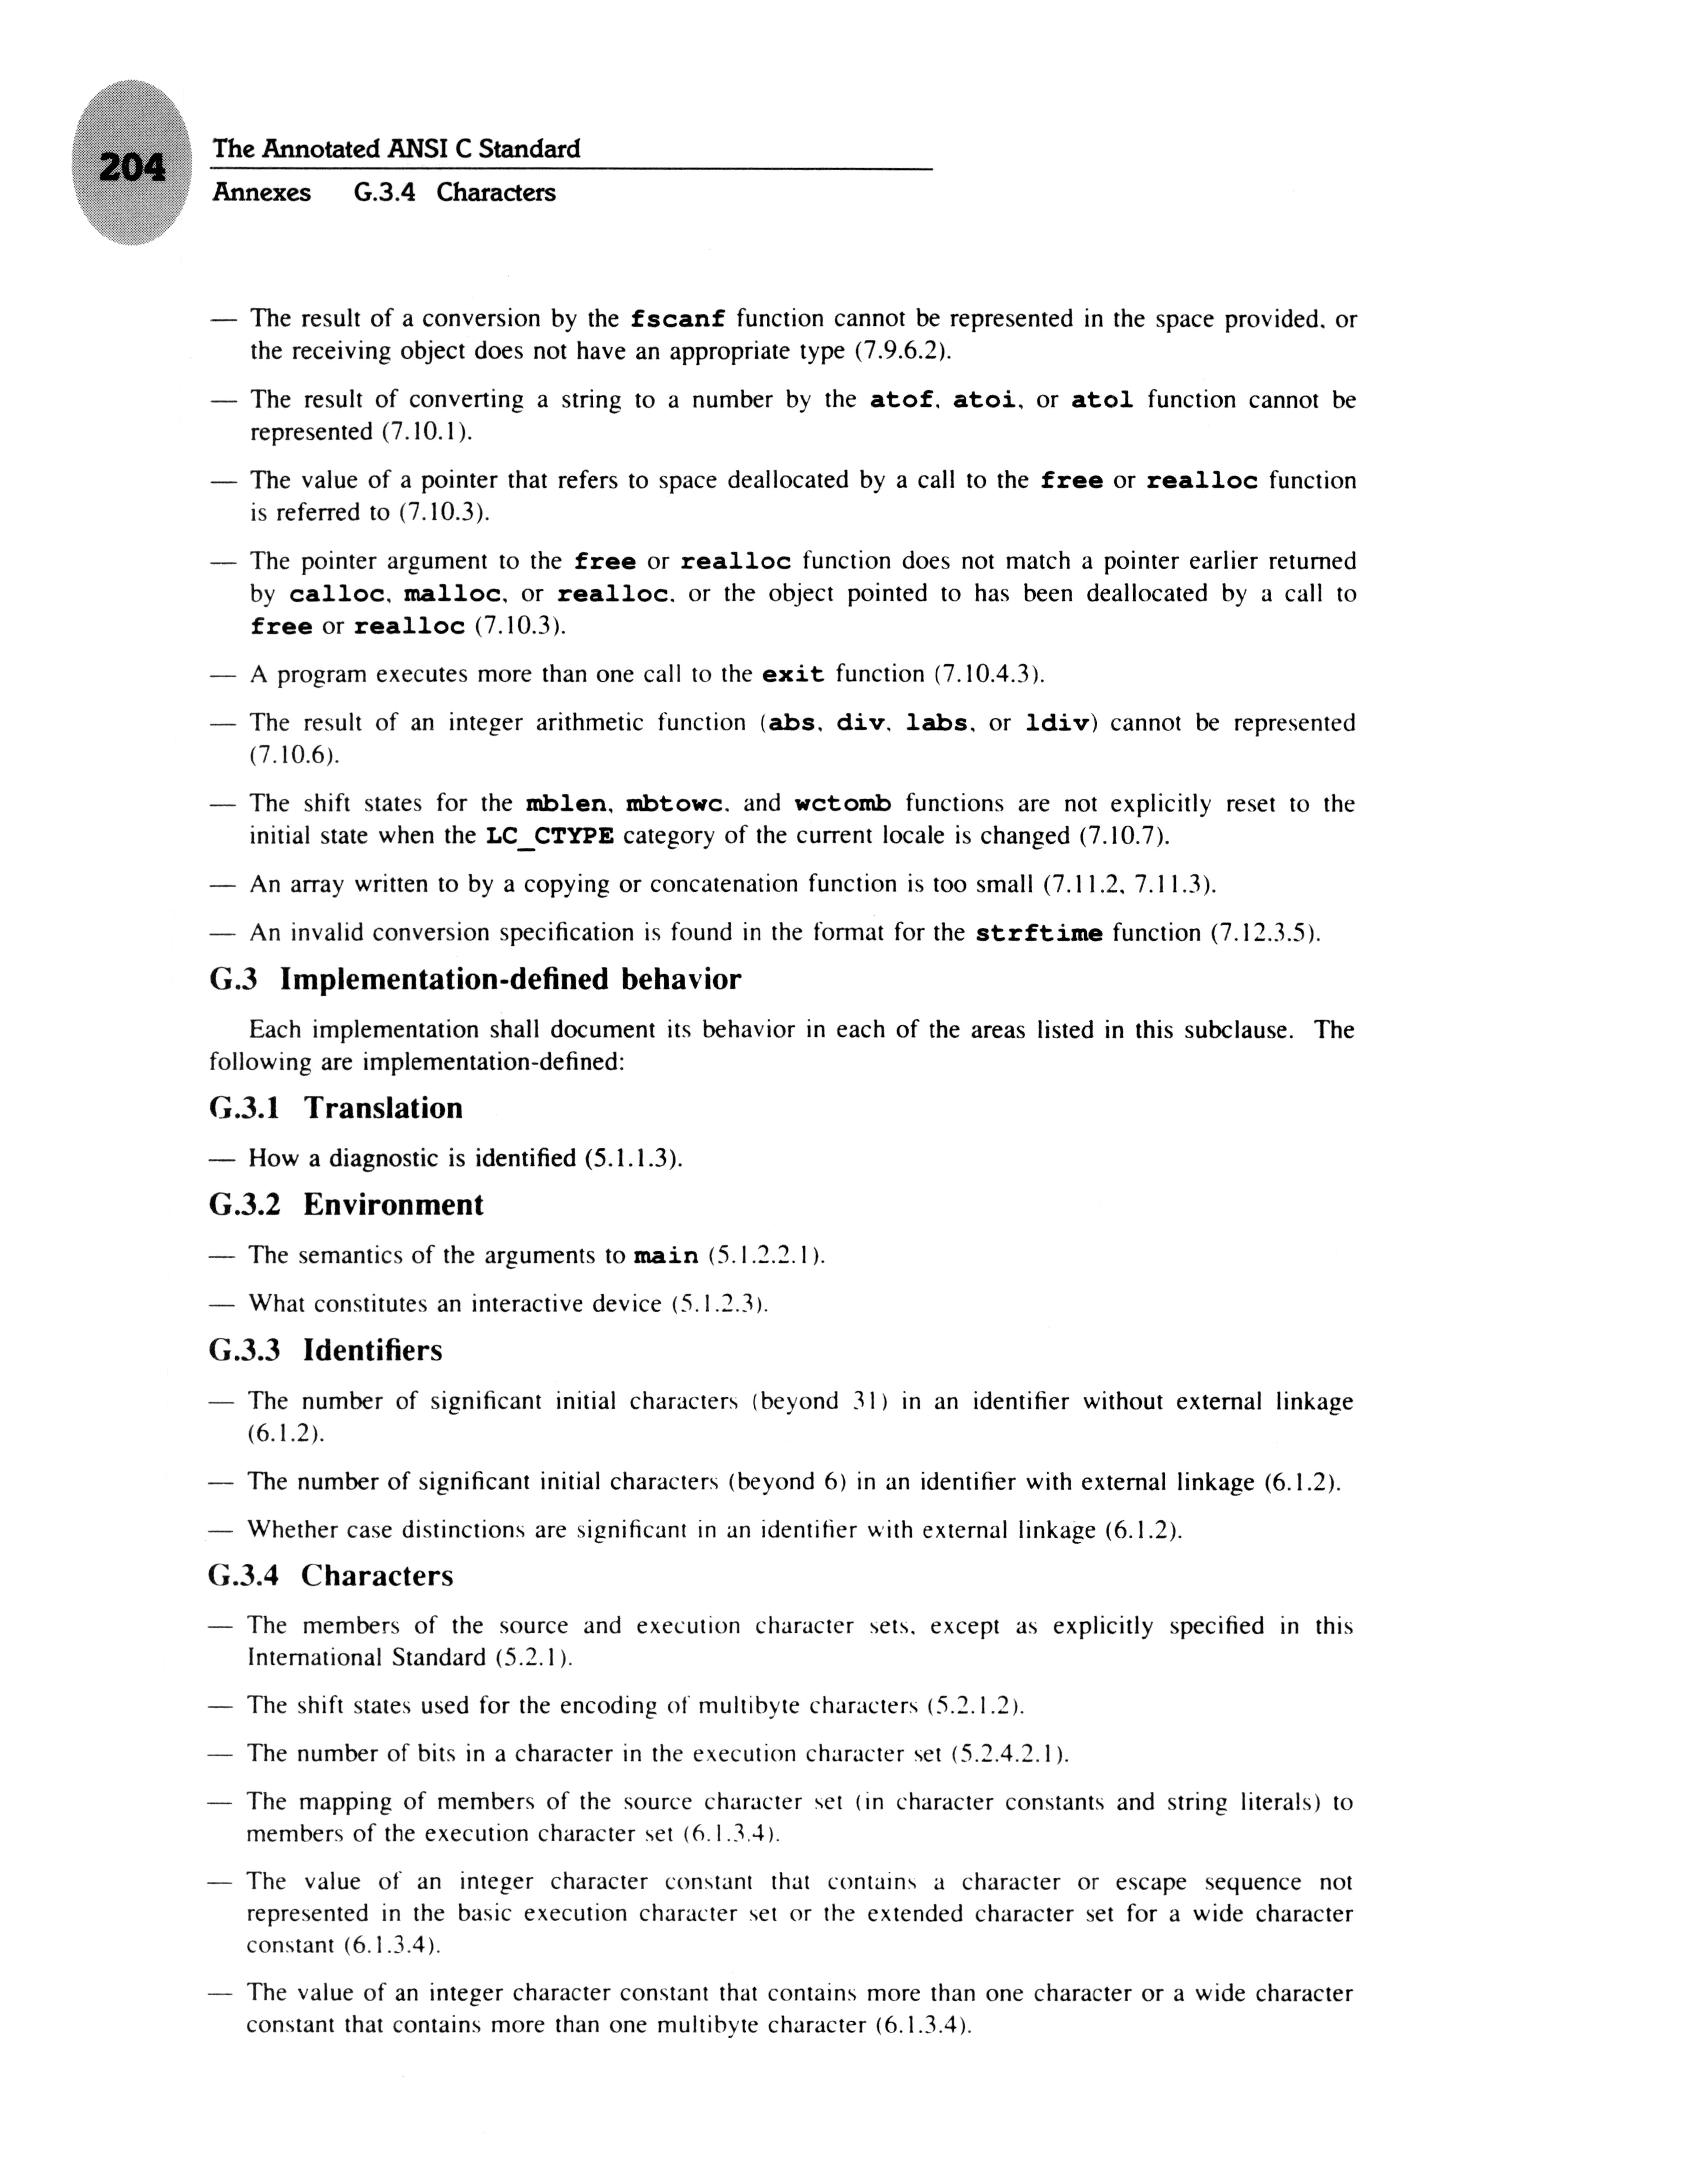 204
The Annotated ANSI C Standard
Annexes G.3.4 Characters
— The result of a conversion by the fscanf function cannot be represented in the space provided, or
the receiving object does not have an appropriate type (7.9.6.2).
— The result of converting a string to a number by the atof, atoi, or atol function cannot be
represented (7.10.1).
— The value of a pointer that refers to space deallocated by a call to the free or realloc function
is referred to (7.10.3).
— The pointer argument to the free or realloc function does not match a pointer earlier returned
by calloc, malloc, or realloc, or the object pointed to has been deallocated by a call to
free or realloc (7.10.3).
— A program executes more than one call to the exit function (7.10.4.3).
— The result of an integer arithmetic function (abs, div, labs, or ldiv) cannot be represented
(7.10.6).
— The shift states for the mblen, mbtowc, and wctomb functions are not explicitly reset to the
initial state when the LC_CTYPE category of the current locale is changed (7.10.7).
— An array written to by a copying or concatenation function is too small (7.11.2, 7.11.3).
— An invalid conversion specification is found in the format for the strftime function (7.12.3.5).
G.3 Implementation-defined behavior
Each implementation shall document its behavior in each of the areas listed in this subclause. The
following are implementation-defined:
G.3.1 Translation
— How a diagnostic is identified (5.1.1.3).
G.3.2 Environment
— The semantics of the arguments to main (5.1.2.2.1).
— What constitutes an interactive device (5.1.2.3).
G.3.3 Identifiers
— The number of significant initial characters (beyond 31) in an identifier without external linkage
(6.1.2).
— The number of significant initial characters (beyond 6) in an identifier with external linkage (6.1.2).
— Whether case distinctions are significant in an identifier with external linkage (6.1.2).
G.3.4 Characters
— The members of the source and execution character sets, except as explicitly specified in this
International Standard (5.2.1).
— The shift states used for the encoding of multibyte characters (5.2.1.2).
— The number of bits in a character in the execution character set (5.2.4.2.1).
— The mapping of members of the source character set (in character constants and string literals) to
members of the execution character set (6.1.3.4).
— The value of an integer character constant that contains a character or escape sequence not
represented in the basic execution character set or the extended character set for a wide character
constant (6.1.3.4).
— The value of an integer character constant that contains more than one character or a wide character
constant that contains more than one multibyte character (6.1.3.4).